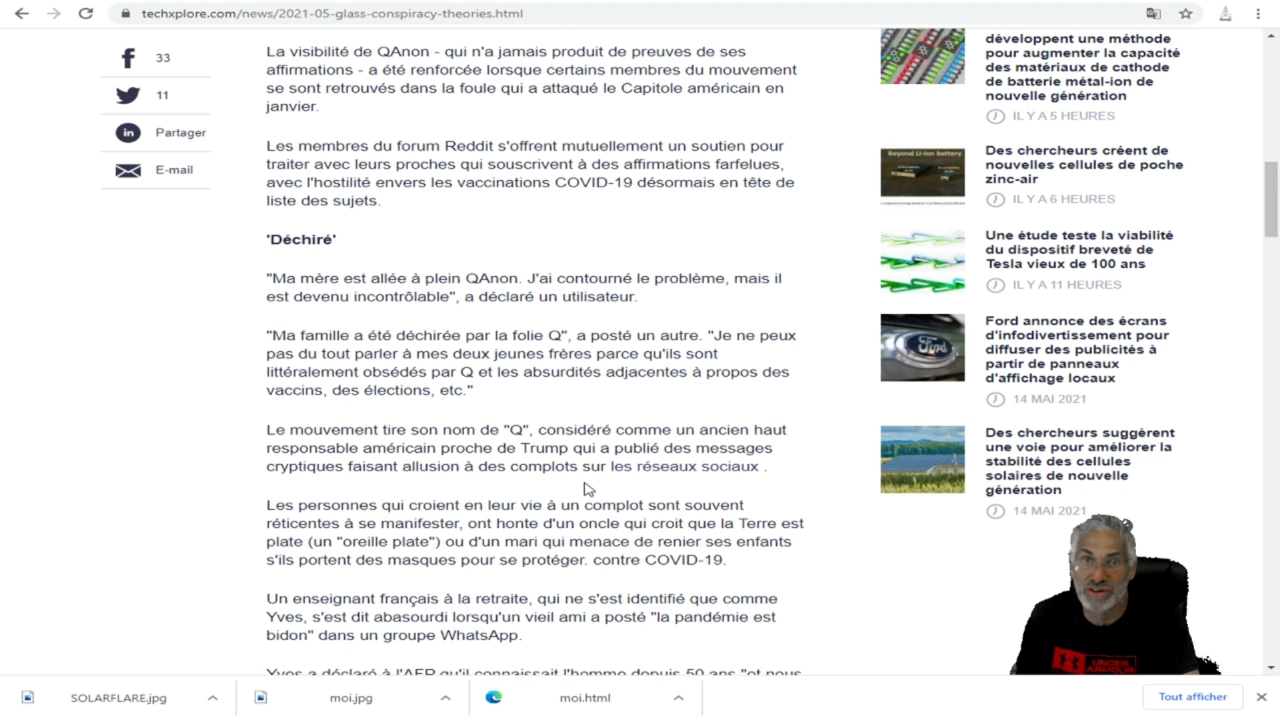 techxplore.com/news/2021-05-glass-conspiracy-theories.html
33
11
in
Partager
E-mail
La visibilité de QAnon - qui n'a jamais produit de preuves de ses
affirmations - a été renforcée lorsque certains membres du mouvement
se sont retrouvés dans la foule qui a attaqué le Capitole américain en
janvier.
Les membres du forum Reddit s'offrent mutuellement un soutien pour
traiter avec leurs proches qui souscrivent à des affirmations farfelues,
avec l'hostilité envers les vaccinations COVID-19 désormais en tête de
liste des sujets.
'Déchiré'
"Ma mère est allée à plein QAnon. J'ai contourné le problème, mais il
est devenu incontrôlable", a déclaré un utilisateur.
"Ma famille a été déchirée par la folie Q", a posté un autre. "Je ne peux
pas du tout parler à mes deux jeunes frères parce qu'ils sont
littéralement obsédés par Q et les absurdités adjacentes à propos des
vaccins, des élections, etc."
Le mouvement tire son nom de "Q", considéré comme un ancien haut
responsable américain proche de Trump qui a publié des messages
cryptiques faisant allusion à des complots sur les réseaux sociaux .
Les personnes qui croient en leur vie à un complot sont souvent
réticentes à se manifester, ont honte d'un oncle qui croit que la Terre est
plate (un "oreille plate") ou d'un mari qui menace de renier ses enfants
s'ils portent des masques pour se protéger. contre COVID-19.
Un enseignant français à la retraite, qui ne s'est identifié que comme
Yves, s'est dit abasourdi lorsqu'un vieil ami a posté "la pandémie est
bidon" dans un groupe WhatsApp.
Yves a déclaré à l'AFP qu'il connaissait l'homme depuis 50 ans "et nous
développent une méthode
pour augmenter la capacité
des matériaux de cathode
de batterie métal-ion de
nouvelle génération
IL Y A 5 HEURES
Beyond Li-ion battery
Des chercheurs créent de
nouvelles cellules de poche
zinc-air
IL Y A 6 HEURES
Une étude teste la viabilité
du dispositif breveté de
Tesla vieux de 100 ans
IL Y A 11 HEURES
Ford
Ford annonce des écrans
d'infodivertissement pour
diffuser des publicités à
partir de panneaux
d'affichage locaux
14 MAI 2021
Des chercheurs suggèrent
une voie pour améliorer la
stabilité des cellules
solaires de nouvelle
génération
14 MAI 2021
UNDER
ARMOUR
SOLARFLARE.jpg
moi.jpg
moi.html
Tout afficher